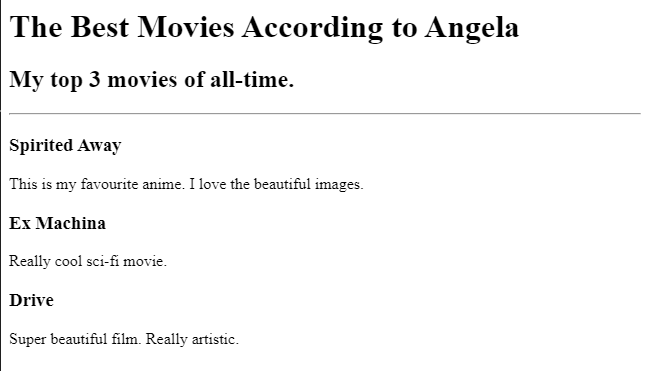 The Best Movies According to Angela
My top 3 movies of all-time.
Spirited Away
This is my favourite anime. I love the beautiful images.
Ex Machina
Really cool sci-fi movie.
Drive
Super beautiful film. Really artistic.